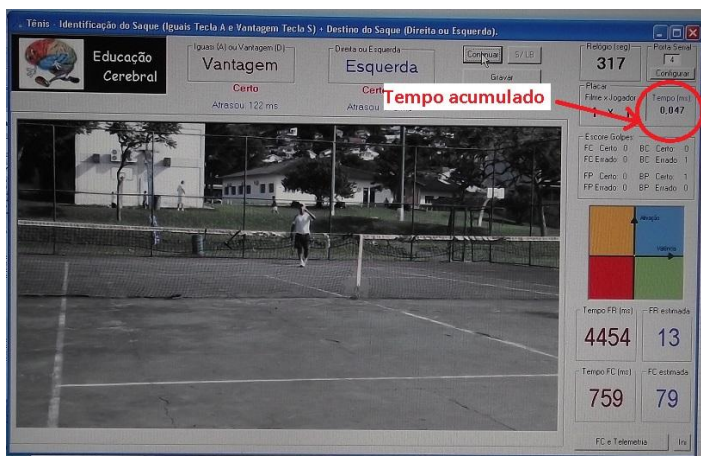 Tênis - Identificação do Saque (Iguais Tecla A e Vantagem Tecla S) + Destino do Saque (Direita ou Esquerda).
Educação
Cerebral
Iguais (A) ou Vantagem (D)
Vantagem
Certo
Atrasou: 122 ms
Direita ou Esquerda
Esquerda
Certo
Atrasou
Continuar
57 LB
Gravar
Tempo acumulado
Relógio (seg)
317
Porta Serial
4
Configurar
Placar
Filme x Jogador
1 X
Tempo (ms)
0,047
Escore Golpes
FC Certo 0 BC Certo 0
FC Errado 0 BC Errado 1
FP Certo 0 BP Certo 1
FP Errado 0 BP Errado 0
Ativação
Valência
Tempo FR (ms)
4454
FR estimada
13
Tempo FC (ms)
759
FC estimada
79
FC e Telemetria
Ini